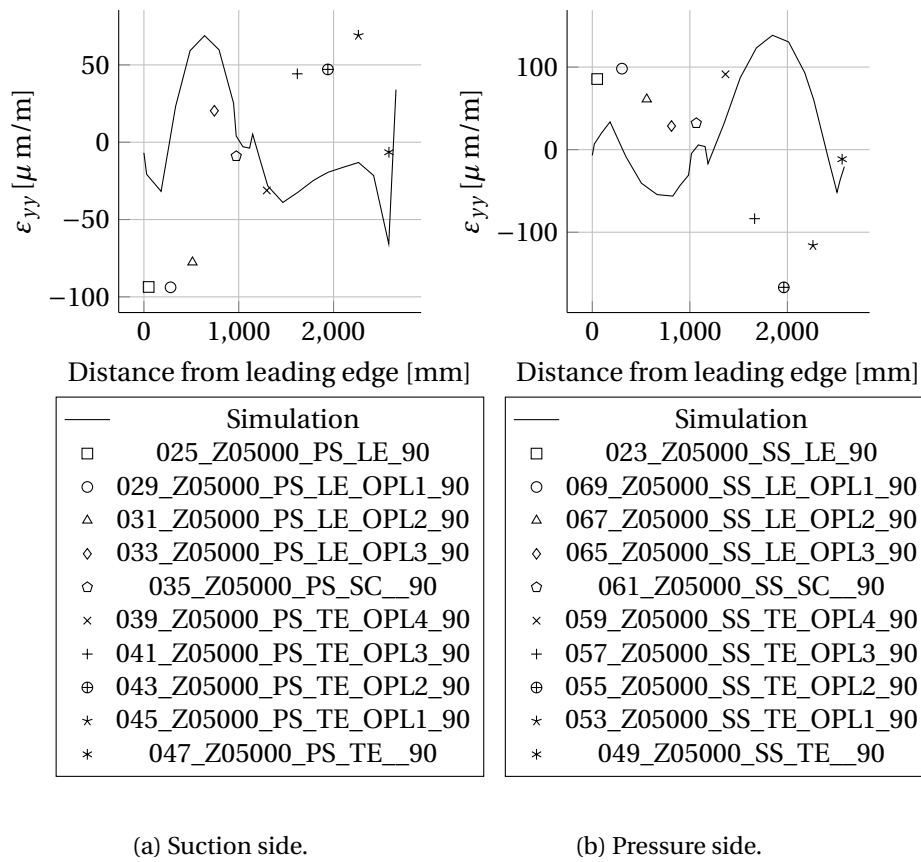 50
0
−50
−100
ε_yy [μ m/m]
0 1,000 2,000
Distance from leading edge [mm]
Simulation
025_Z05000_PS_LE_90
029_Z05000_PS_LE_OPL1_90
031_Z05000_PS_LE_OPL2_90
033_Z05000_PS_LE_OPL3_90
035_Z05000_PS_SC__90
039_Z05000_PS_TE_OPL4_90
041_Z05000_PS_TE_OPL3_90
043_Z05000_PS_TE_OPL2_90
045_Z05000_PS_TE_OPL1_90
047_Z05000_PS_TE__90
(a) Suction side.
100
0
−100
ε_yy [μ m/m]
0 1,000 2,000
Distance from leading edge [mm]
Simulation
023_Z05000_SS_LE_90
069_Z05000_SS_LE_OPL1_90
067_Z05000_SS_LE_OPL2_90
065_Z05000_SS_LE_OPL3_90
061_Z05000_SS_SC__90
059_Z05000_SS_TE_OPL4_90
057_Z05000_SS_TE_OPL3_90
055_Z05000_SS_TE_OPL2_90
053_Z05000_SS_TE_OPL1_90
049_Z05000_SS_TE__90
(b) Pressure side.